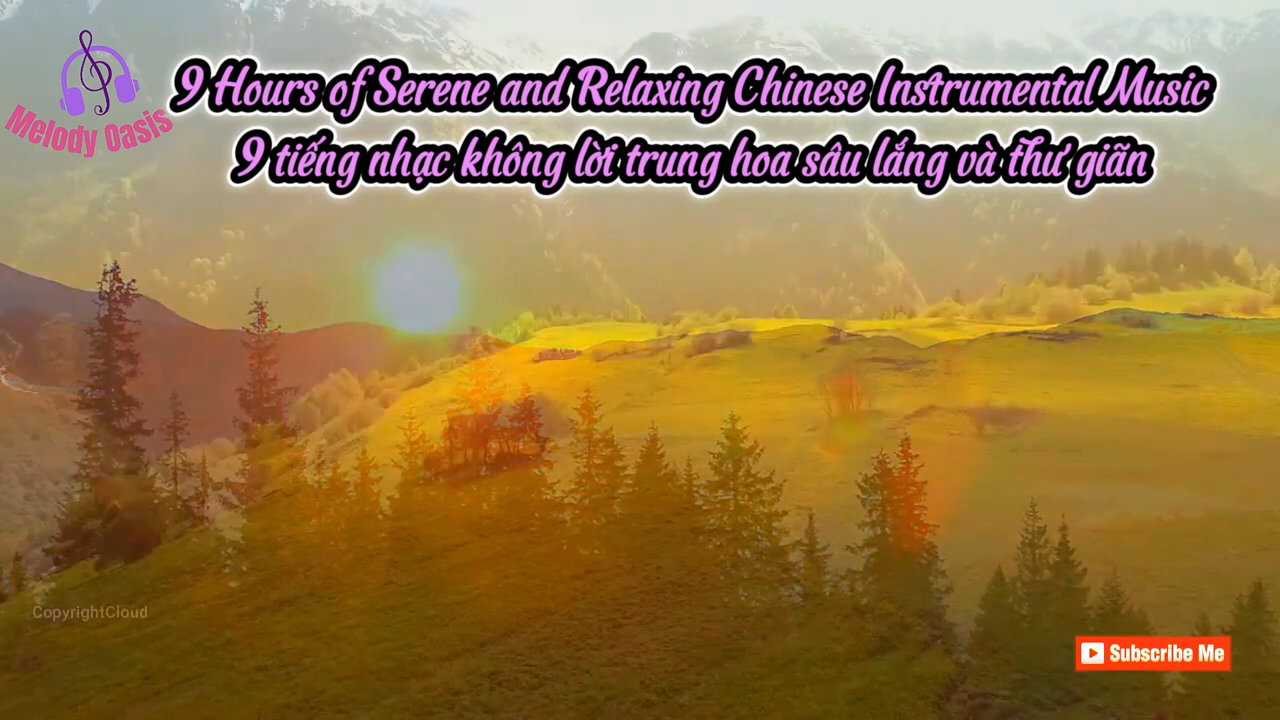 Melody Oasis
9 Hours of Serene and Relaxing Chinese Instrumental Music
9 tiếng nhạc không lời trung hoa sâu lắng và thư giãn
CopyrightCloud
Subscribe Me